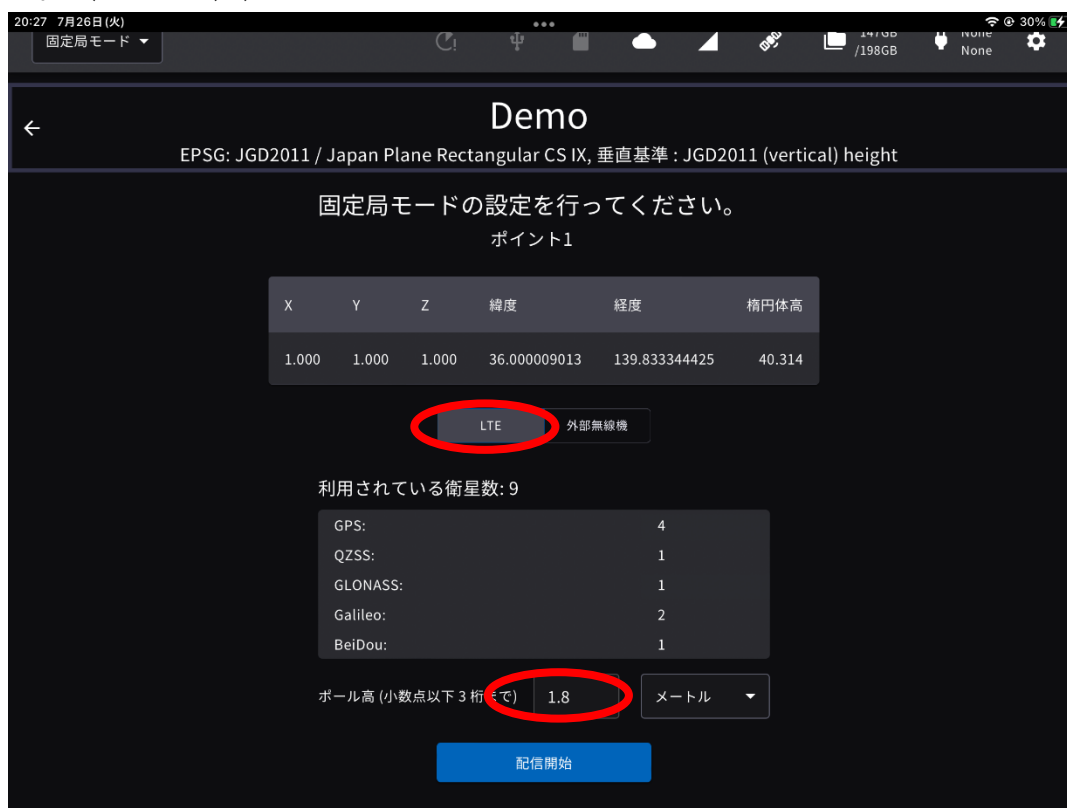 20:27 7月26日(火)
30%
固定局モード
147GB
/198GB
None
None
Demo
EPSG: JGD2011 / Japan Plane Rectangular CS IX, 垂直基準 : JGD2011 (vertical) height
固定局モードの設定を行ってください。
ポイント1
X Y Z 緯度 経度 楕円体高
1.000 1.000 1.000 36.000009013 139.833344425 40.314
LTE 外部無線機
利用されている衛星数: 9
GPS: 4
QZSS: 1
GLONASS: 1
Galileo: 2
BeiDou: 1
ポール高 (小数点以下 3 桁まで) 1.8 メートル
配信開始